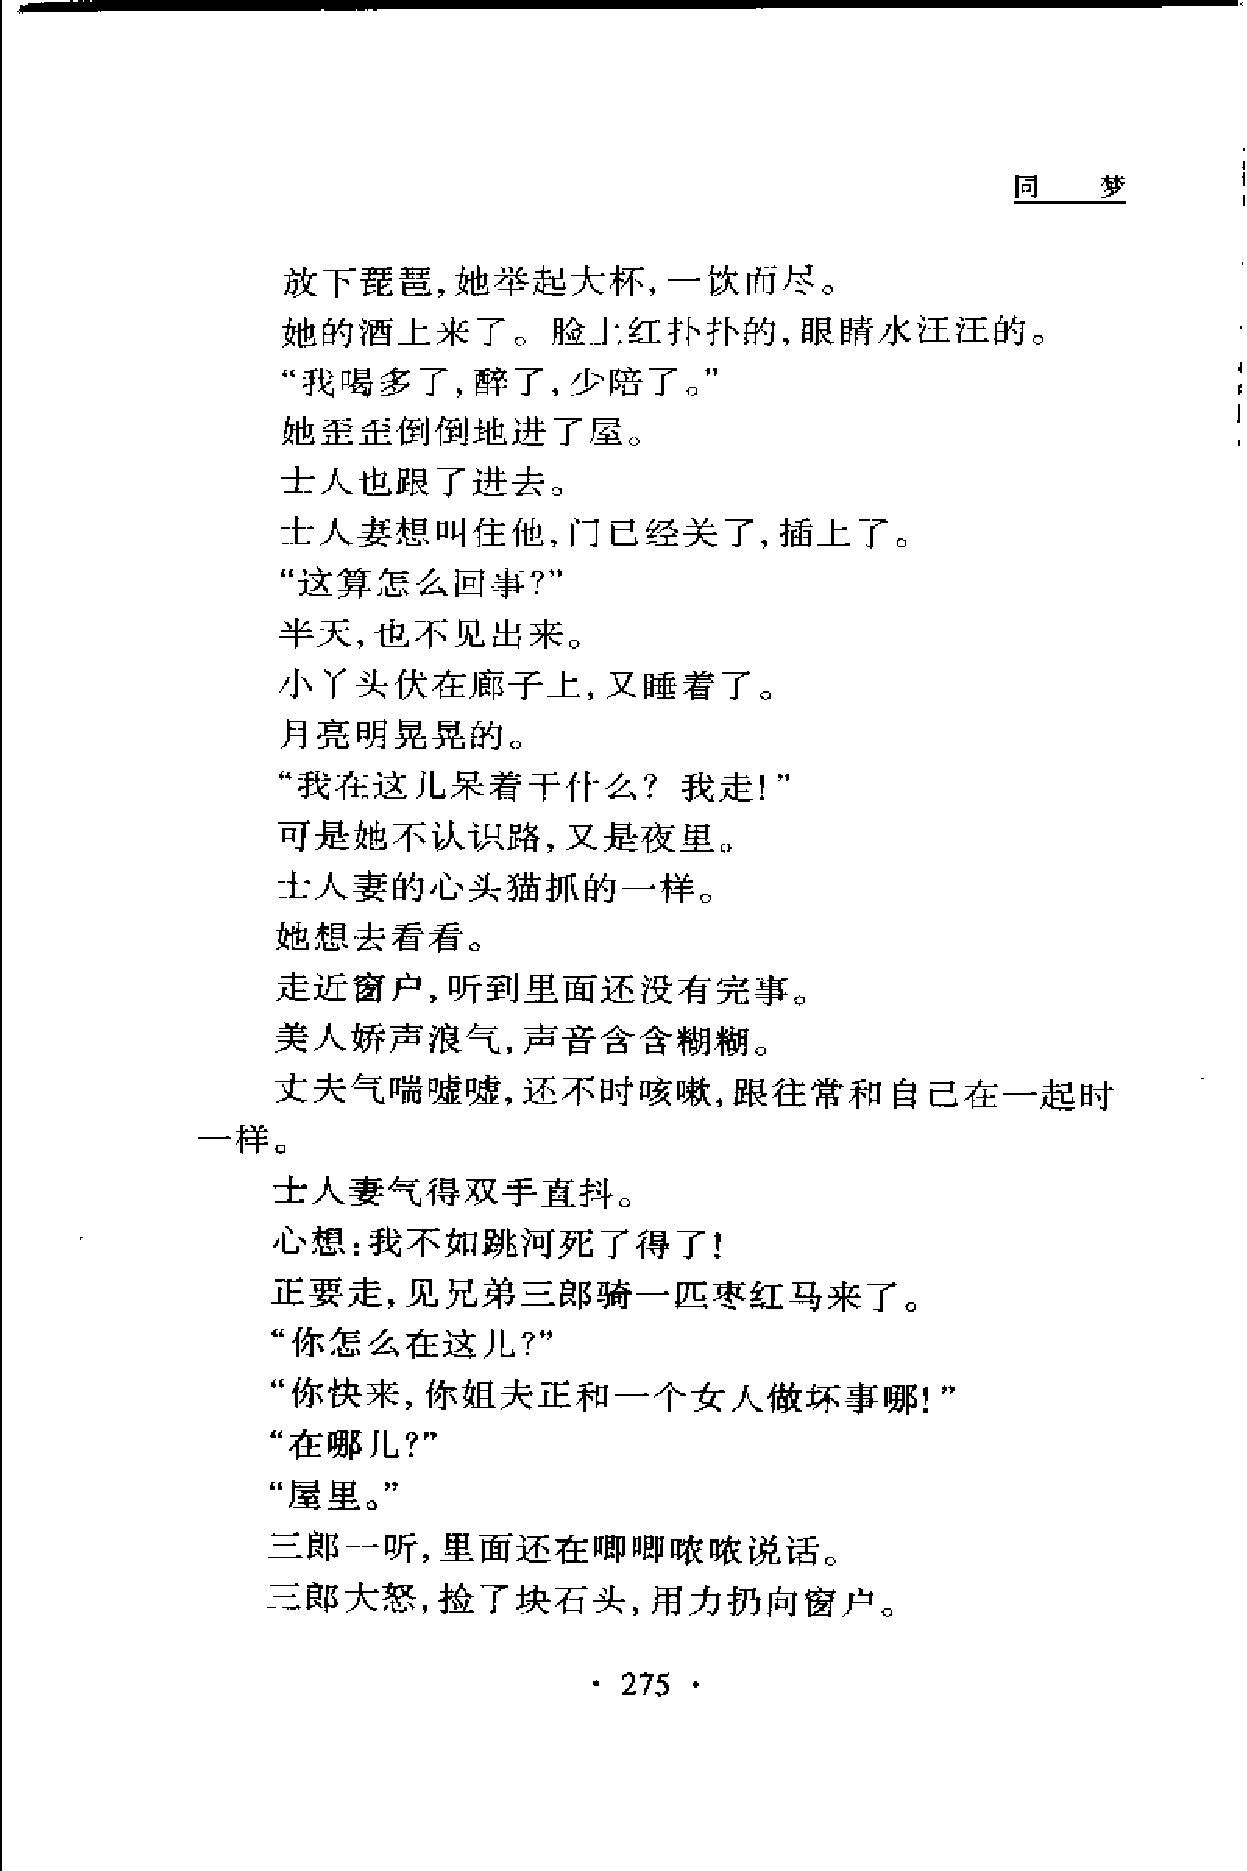 同 梦
放下琵琶,她举起大杯,一饮而尽。
她的酒上来了。脸上红扑扑的,眼睛水汪汪的。
“我喝多了,醉了,少陪了。”
她歪歪倒倒地进了屋。
士人也跟了进去。
士人妻想叫住他,门已经关了,插上了。
“这算怎么回事?”
半天,也不见出来。
小丫头伏在廊子上,又睡着了。
月亮明晃晃的。
“我在这儿呆着干什么? 我走!”
可是她不认识路,又是夜里。
士人妻的心头猫抓的一样。
她想去看看。
走近窗户,听到里面还没有完事。
美人娇声浪气,声音含含糊糊。
丈夫气喘嘘嘘,还不时咳嗽,跟往常和自己在一起时
一样。
士人妻气得双手直抖。
心想:我不如跳河死了得了!
正要走,见兄弟三郎骑一匹枣红马来了。
“你怎么在这儿?”
“你快来,你姐夫正和一个女人做坏事哪!”
“在哪儿?”
“屋里。”
三郎一听,里面还在唧唧哝哝说话。
三郎大怒,捡了块石头,用力扔向窗户。
· 275 ·